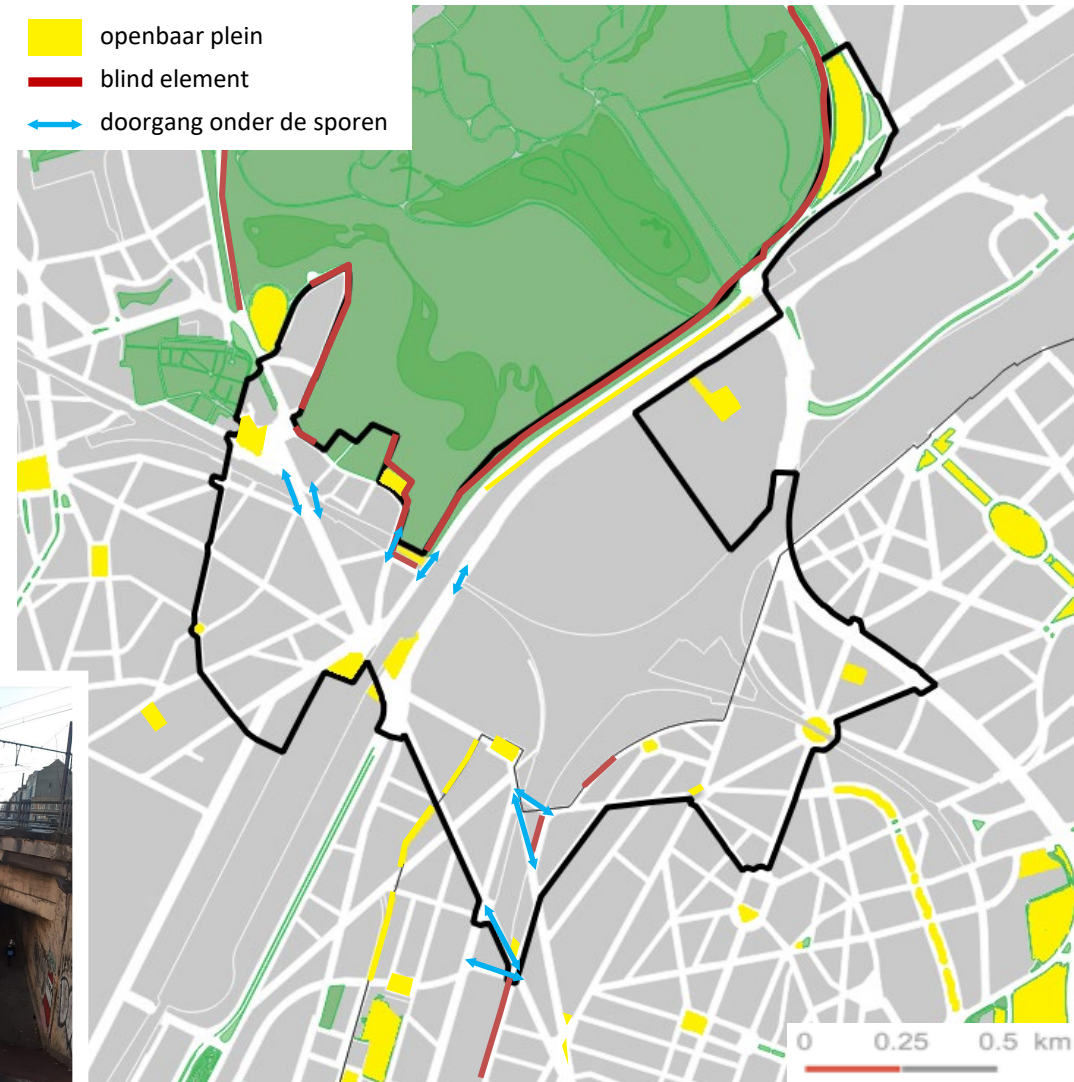 openbaar plein
blind element
doorgang onder de sporen
0 0.25 0.5 km